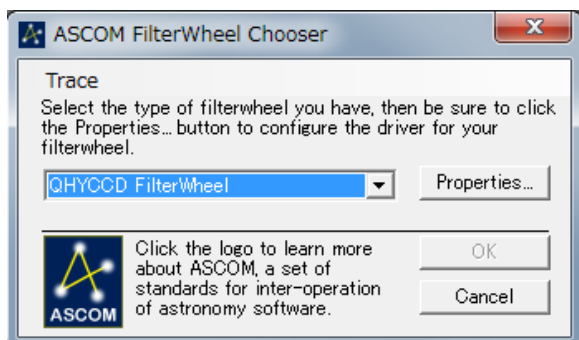 ASCOM FilterWheel Chooser
Trace
Select the type of filterwheel you have, then be sure to click
the Properties... button to configure the driver for your
filterwheel.
QHYCCD FilterWheel
Properties...
Click the logo to learn more
about ASCOM, a set of
standards for inter-operation
of astronomy software.
ASCOM
OK
Cancel